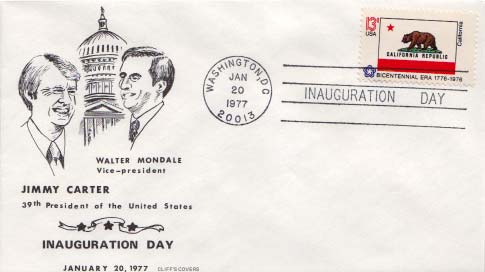 WALTER MONDALE
Vice-president
JIMMY CARTER
39th President of the United States
INAUGURATION DAY
JANUARY 20, 1977
CLIFF'S COVERS
WASHINGTON, D.C.
JAN
20
1977
20013
INAUGURATION DAY
13¢
USA
California
CALIFORNIA REPUBLIC
BICENTENNIAL ERA 1776-1976